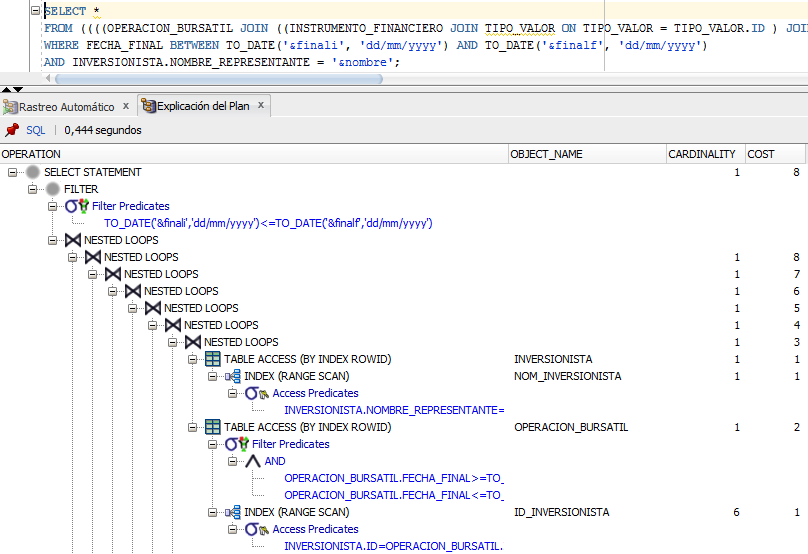 SELECT *
FROM ((((OPERACION_BURSATIL JOIN ((INSTRUMENTO_FINANCIERO JOIN TIPO_VALOR ON TIPO_VALOR = TIPO_VALOR.ID ) JOI
WHERE FECHA_FINAL BETWEEN TO_DATE('&finali', 'dd/mm/yyyy') AND TO_DATE('&finalf', 'dd/mm/yyyy')
AND INVERSIONISTA.NOMBRE_REPRESENTANTE = '&nombre';
Rastreo Automático x Explicación del Plan x
SQL 0,444 segundos
OPERATION OBJECT_NAME CARDINALITY COST
SELECT STATEMENT 1 8
FILTER
Filter Predicates
TO_DATE('&finali','dd/mm/yyyy')<=TO_DATE('&finalf','dd/mm/yyyy')
NESTED LOOPS
NESTED LOOPS 1 8
NESTED LOOPS 1 7
NESTED LOOPS 1 6
NESTED LOOPS 1 5
NESTED LOOPS 1 4
NESTED LOOPS 1 3
TABLE ACCESS (BY INDEX ROWID) INVERSIONISTA 1 1
INDEX (RANGE SCAN) NOM_INVERSIONISTA 1 1
Access Predicates
INVERSIONISTA.NOMBRE_REPRESENTANTE=
TABLE ACCESS (BY INDEX ROWID) OPERACION_BURSATIL 1 2
Filter Predicates
AND
OPERACION_BURSATIL.FECHA_FINAL>=TO_
OPERACION_BURSATIL.FECHA_FINAL<=TO_
INDEX (RANGE SCAN) ID_INVERSIONISTA 6 1
Access Predicates
INVERSIONISTA.ID=OPERACION_BURSATIL.